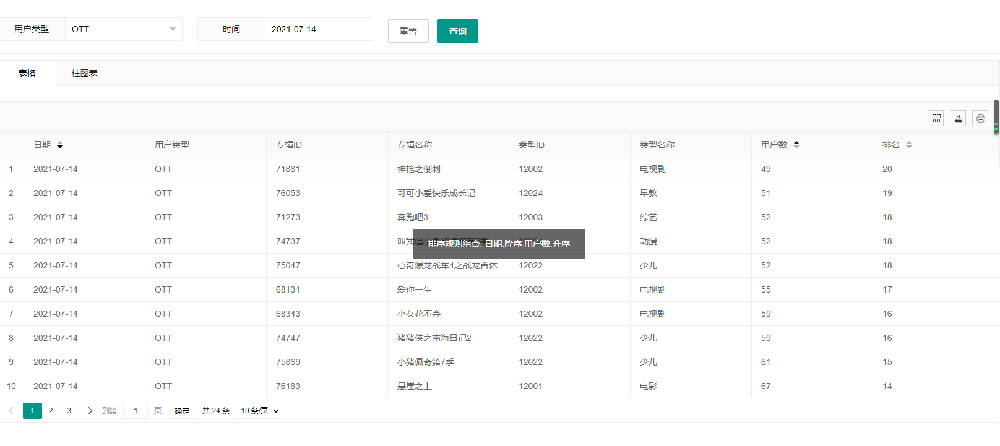 用户类型 OTT 时间 2021-07-14 重置 查询
表格 柱图表
日期 用户类型 专辑ID 专辑名称 类型ID 类型名称 用户数 排名
1 2021-07-14 OTT 71881 神枪之倒刺 12002 电视剧 49 20
2 2021-07-14 OTT 76053 可可小爱快乐成长记 12024 早教 51 19
3 2021-07-14 OTT 71273 奔跑吧3 12003 综艺 52 18
4 2021-07-14 OTT 74737 叫我僵小鱼 动漫 52 18
排序规则组合: 日期:降序 用户数:升序
5 2021-07-14 OTT 75047 心奇爆龙战车4之战龙合体 12022 少儿 52 18
6 2021-07-14 OTT 68131 爱你一生 12002 电视剧 55 17
7 2021-07-14 OTT 68343 小女花不弃 12002 电视剧 59 16
8 2021-07-14 OTT 74747 猪猪侠之南海日记2 12022 少儿 59 16
9 2021-07-14 OTT 75869 小猪佩奇第7季 12022 少儿 61 15
10 2021-07-14 OTT 76183 悬崖之上 12001 电影 67 14
1 2 3 到第 1 页 确定 共 24 条 10 条/页